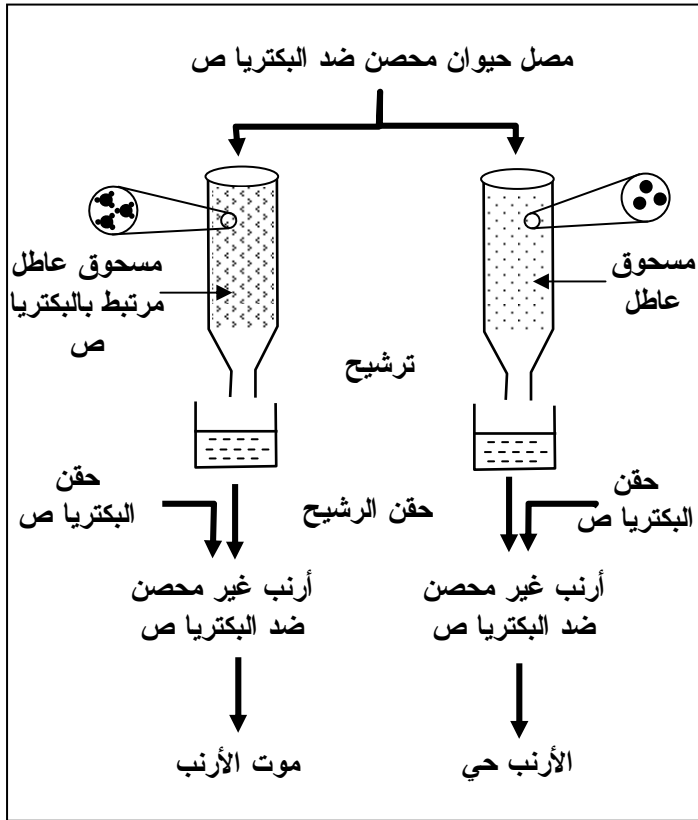 مصل حيوان محصن ضد البكتريا ص
مسحوق
عاطل
مسحوق عاطل
مرتبط بالبكتريا
ص
ترشيح
حقن
البكتريا ص
حقن الرشيح
حقن
البكتريا ص
أرنب غير محصن
ضد البكتريا ص
أرنب غير محصن
ضد البكتريا ص
الأرنب حي
موت الأرنب